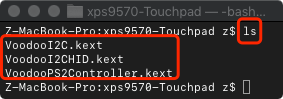 xps9570-Touchpad — -bash...
Z-MacBook-Pro:xps9570-Touchpad z$ ls
VoodooI2C.kext
VoodooI2CHID.kext
VoodooPS2Controller.kext
Z-MacBook-Pro:xps9570-Touchpad z$